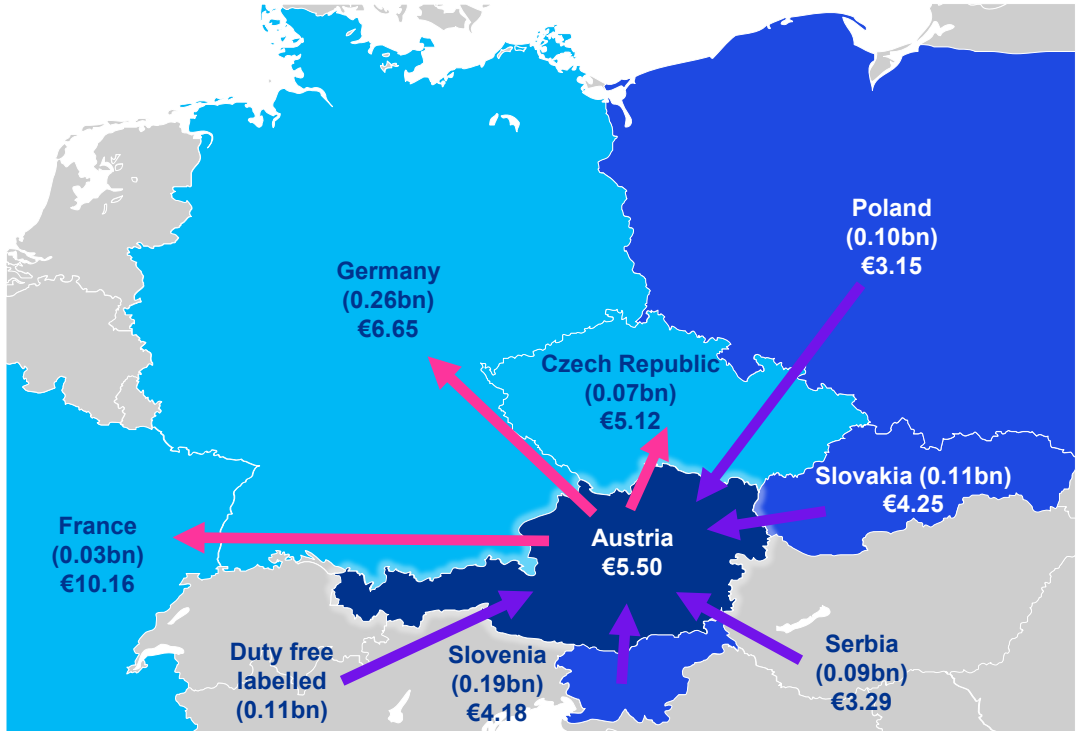 Poland
(0.10bn)
€3.15
Germany
(0.26bn)
€6.65
Czech Republic
(0.07bn)
€5.12
Slovakia (0.11bn)
€4.25
France
(0.03bn)
€10.16
Austria
€5.50
Duty free
labelled
(0.11bn)
Slovenia
(0.19bn)
€4.18
Serbia
(0.09bn)
€3.29